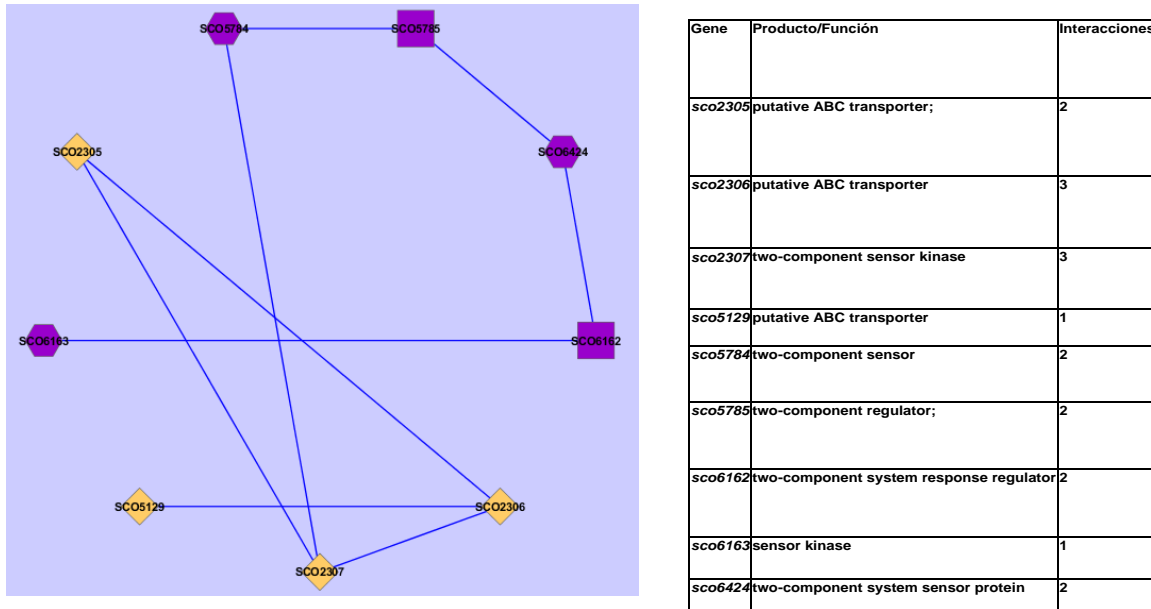 SCO5784
SCO5785
SCO2305
SCO6424
SCO6163
SCO6162
SCO5129
SCO2306
SCO2307
Gene Producto/Función Interacciones
sco2305 putative ABC transporter; 2
sco2306 putative ABC transporter 3
sco2307 two-component sensor kinase 3
sco5129 putative ABC transporter 1
sco5784 two-component sensor 2
sco5785 two-component regulator; 2
sco6162 two-component system response regulator 2
sco6163 sensor kinase 1
sco6424 two-component system sensor protein 2